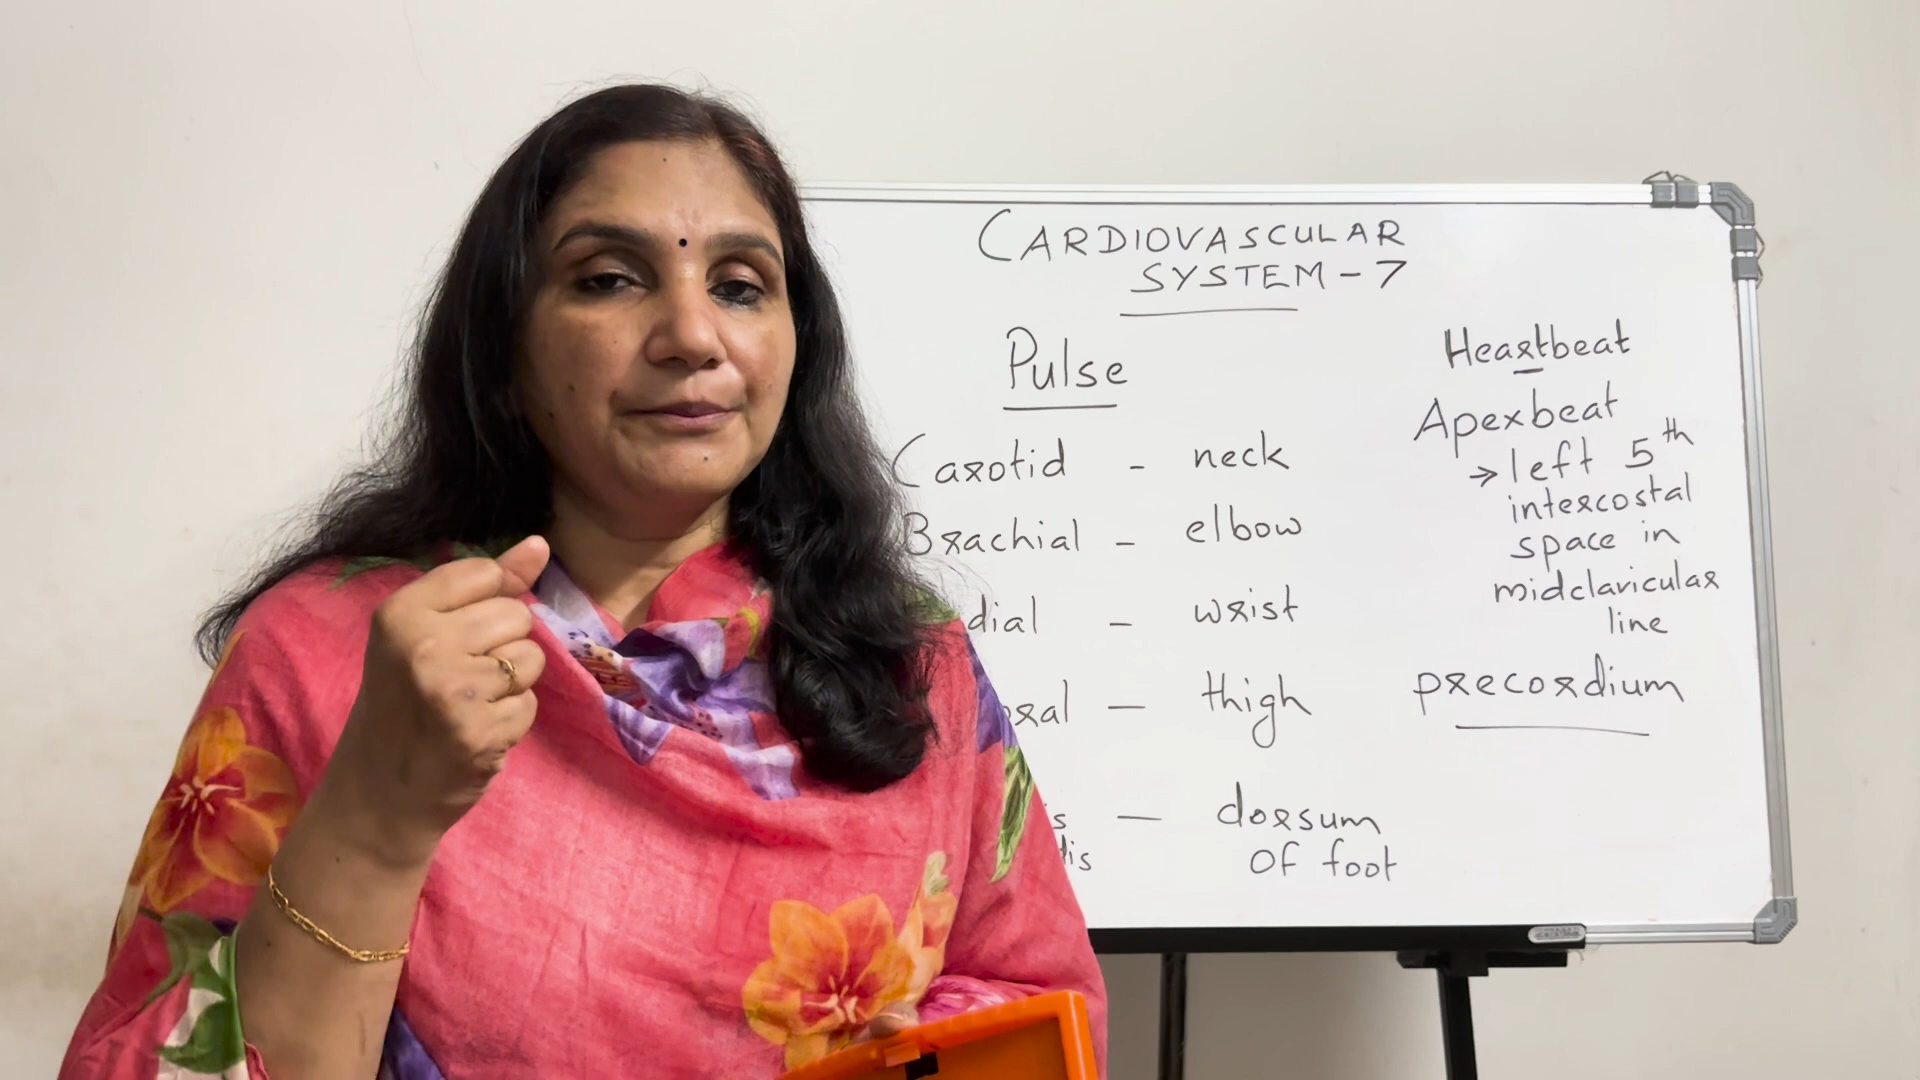 CARDIOVASCULAR
SYSTEM - 7
Pulse
Carotid - neck
Brachial - elbow
dial - wrist
ral - thigh
s - dorsum
dis of foot
Heartbeat
Apexbeat
→ left 5th
intercostal
space in
midclavicular
line
precordium